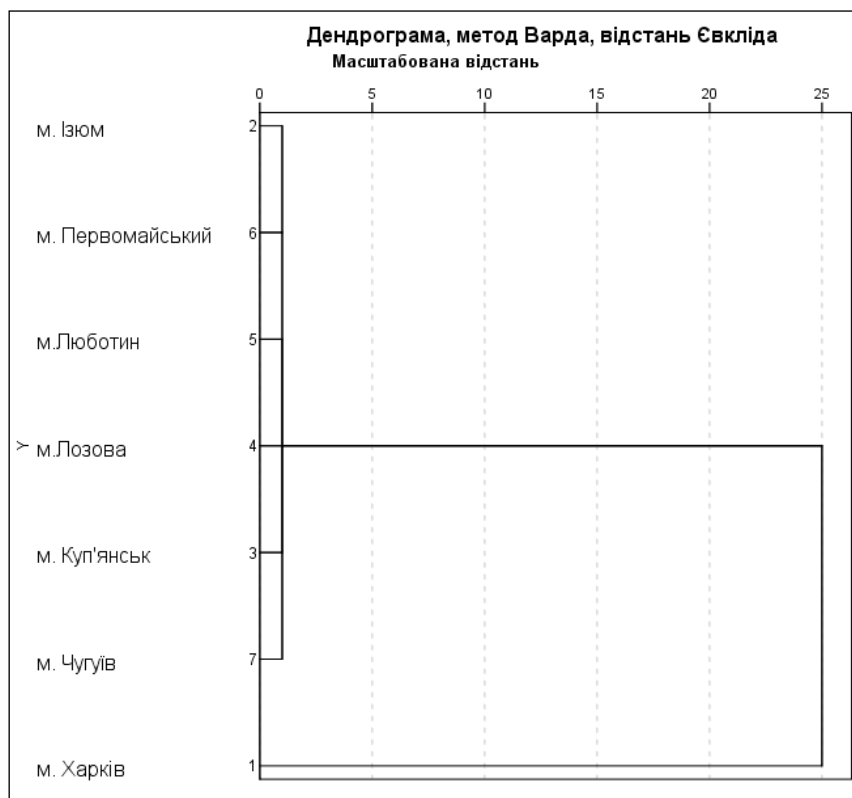 Дендрограма, метод Варда, відстань Євкліда
Масштабована відстань
0 5 10 15 20 25
м. Ізюм 2
м. Первомайський 6
м.Люботин 5
Y м.Лозова 4
м. Куп'янськ 3
м. Чугуїв 7
м. Харків 1